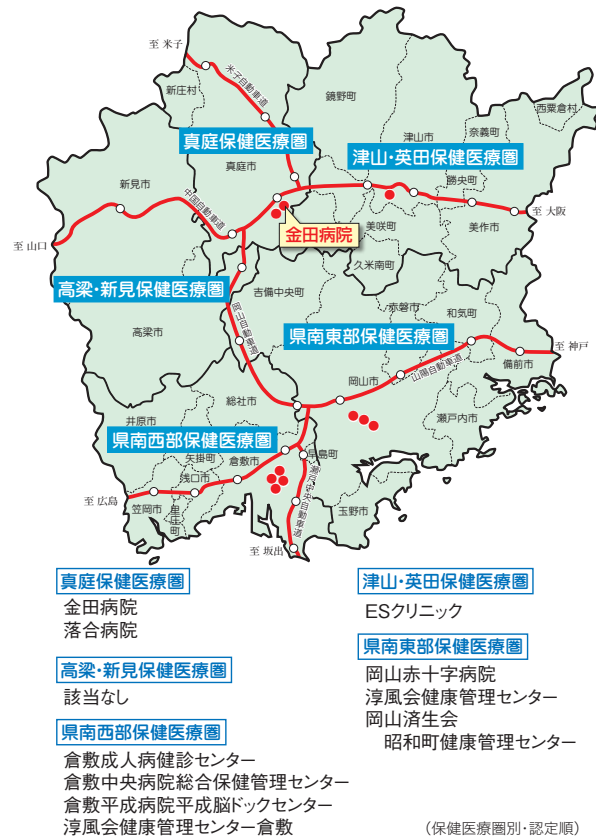 至 米子
米子自動車道
新庄村
鏡野町
西粟倉村
奈義町
津山市
真庭保健医療圏
津山・英田保健医療圏
真庭市
勝央町
新見市
中国自動車道
至 大阪
美咲町
美作市
金田病院
至 山口
久米南町
高梁・新見保健医療圏
吉備中央町
赤磐市
和気町
岡山自動車道
県南東部保健医療圏
高梁市
至 神戸
備前市
山陽自動車道
岡山市
総社市
瀬戸内市
井原市
県南西部保健医療圏
矢掛町
倉敷市
早島町
浅口市
瀬戸中央自動車道
至 広島
笠岡市
里庄町
玉野市
至 坂出
真庭保健医療圏
金田病院
落合病院
高梁・新見保健医療圏
該当なし
県南西部保健医療圏
倉敷成人病健診センター
倉敷中央病院総合保健管理センター
倉敷平成病院平成脳ドックセンター
淳風会健康管理センター倉敷
津山・英田保健医療圏
ESクリニック
県南東部保健医療圏
岡山赤十字病院
淳風会健康管理センター
岡山済生会
昭和町健康管理センター
(保健医療圏別・認定順)